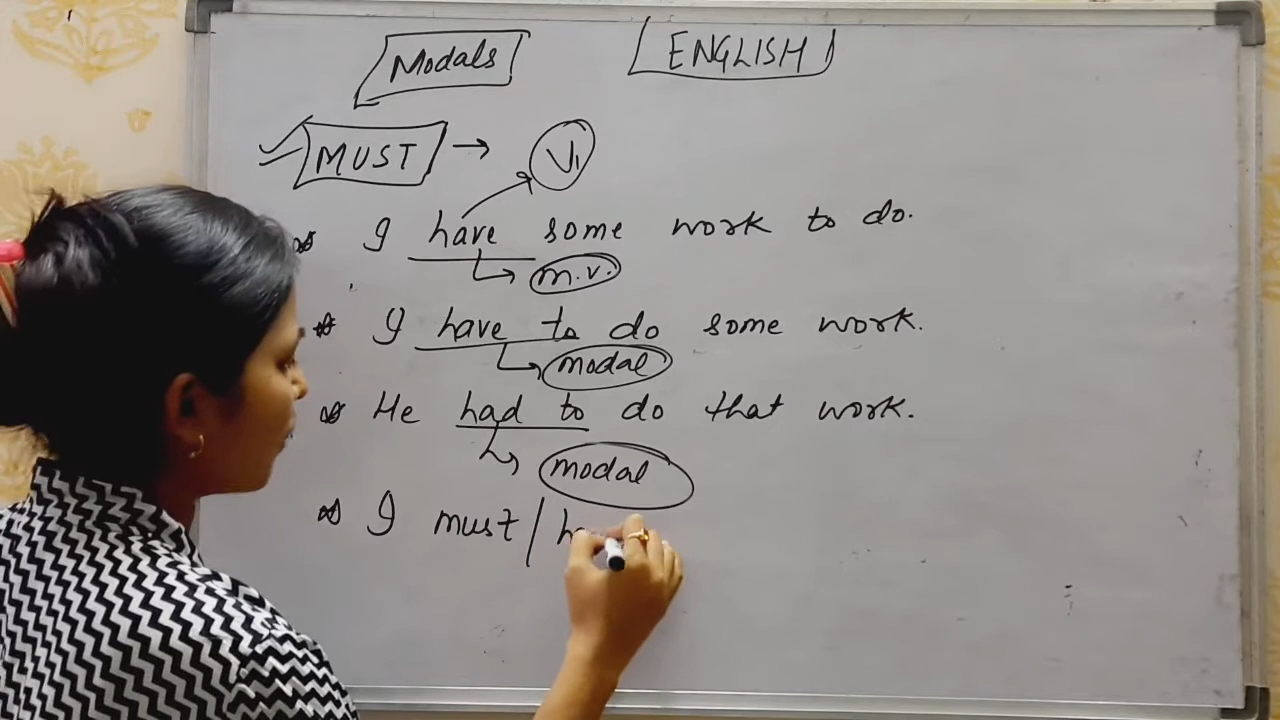 Modals ENGLISH
MUST → V1
I have some work to do.
m.v.
I have to do some work.
modal
He had to do that work.
modal
I must /